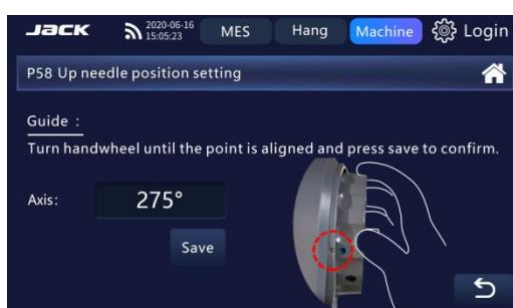 JACK
2020-06-16
15:05:23
MES
Hang
Machine
Login
P58 Up needle position setting
Guide :
Turn handwheel until the point is aligned and press save to confirm.
Axis:
275°
Save